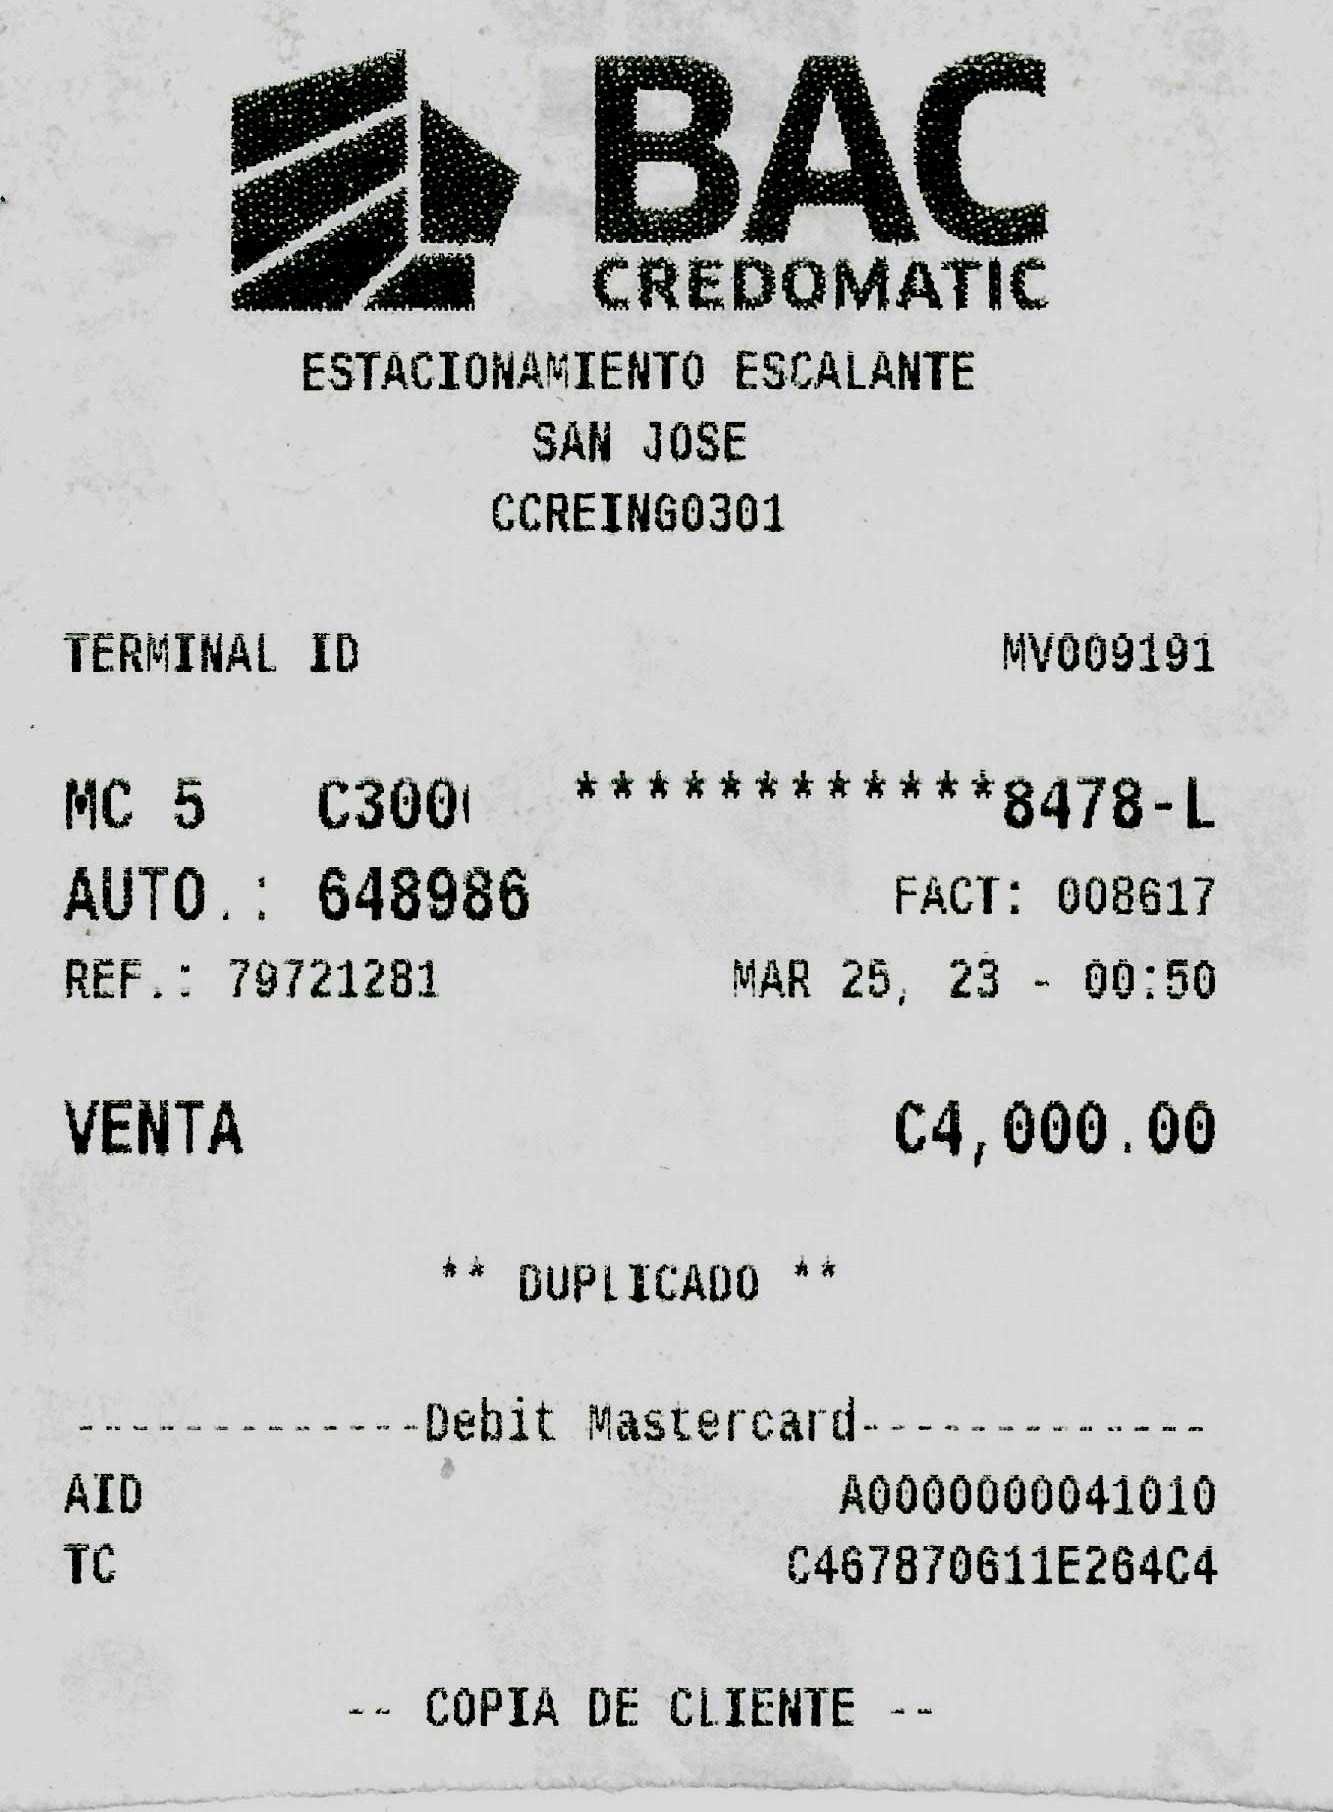 BAC
CREDOMATIC
ESTACIONAMIENTO ESCALANTE
SAN JOSE
CCREING0301
TERMINAL ID MV009191
MC 5 ************8478-L
AUTO.: 648986 FACT: 008617
REF.: 79721281 MAR 25, 23 - 00:50
VENTA C4,000.00
** DUPLICADO **
-------------Debit Mastercard-------------
AID A0000000041010
TC C467870611E264C4
-- COPIA DE CLIENTE --